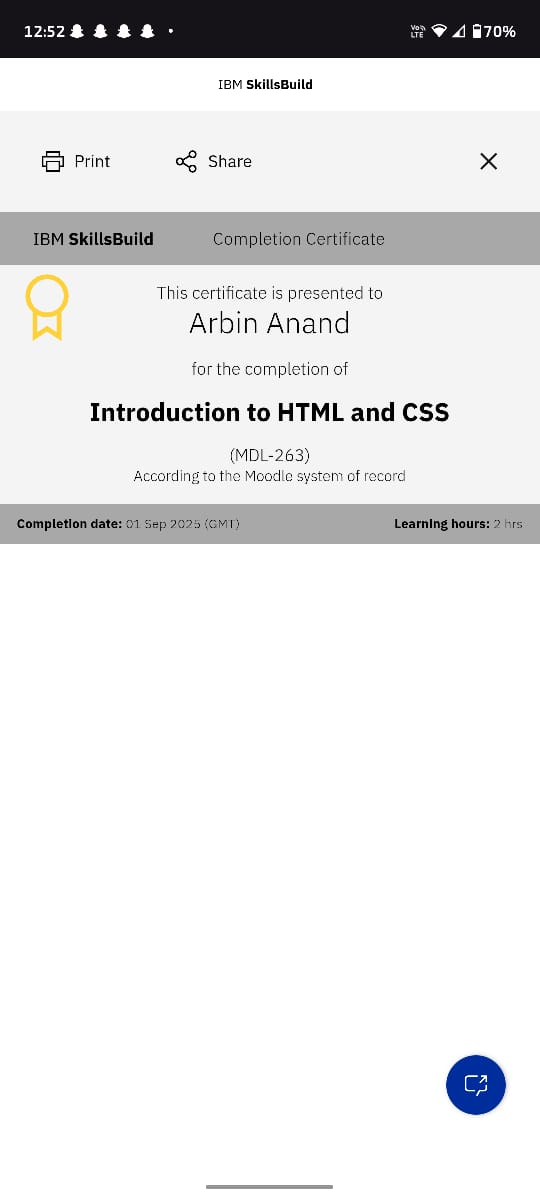 12:52
Vo
LTE
70%
IBM SkillsBuild
Print
Share
IBM SkillsBuild
Completion Certificate
This certificate is presented to
Arbin Anand
for the completion of
Introduction to HTML and CSS
(MDL-263)
According to the Moodle system of record
Completion date: 01 Sep 2025 (GMT)
Learning hours: 2 hrs